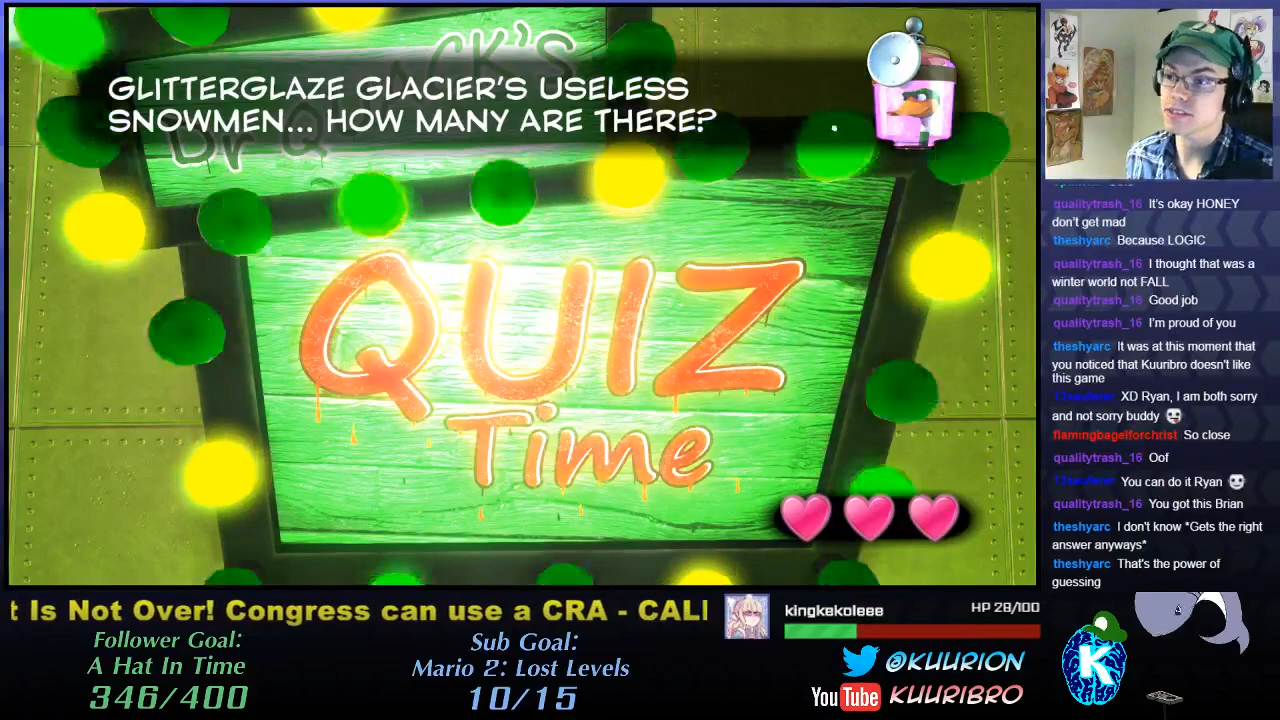 GLITTERGLAZE GLACIER'S USELESS
SNOWMEN... HOW MANY ARE THERE?
QUIZ
Time
qualitytrash_16 It's okay HONEY
don't get mad
theshyarc Because LOGIC
qualitytrash_16 I thought that was a
winter world not FALL
qualitytrash_16 Good job
qualitytrash_16 I'm proud of you
theshyarc It was at this moment that
you noticed that Kuuribro doesn't like
this game
XD Ryan, I am both sorry
and not sorry buddy
flamingbagelforchrist So close
qualitytrash_16 Oof
You can do it Ryan
qualitytrash_16 You got this Brian
theshyarc I don't know *Gets the right
answer anyways*
theshyarc That's the power of
guessing
t Is Not Over! Congress can use a CRA - CALL
kingkekoleee HP 28/100
Follower Goal:
A Hat In Time
346/400
Sub Goal:
Mario 2: Lost Levels
10/15
@KUURION
YouTube KUURIBRO
K